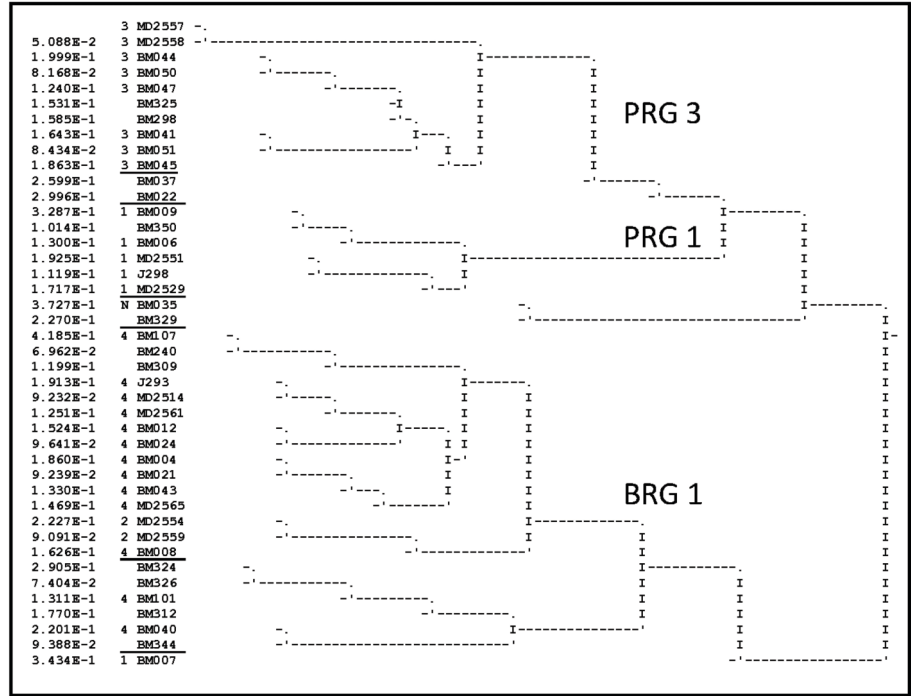 3 MD2557
5.088E-2 3 MD2558
1.999E-1 3 BM044
8.168E-2 3 BM050
1.240E-1 3 BM047
1.531E-1 BM325
1.585E-1 BM298
1.643E-1 3 BM041
8.434E-2 3 BM051
1.863E-1 3 BM045
2.599E-1 BM037
2.996E-1 BM022
3.287E-1 1 BM009
1.014E-1 BM350
1.300E-1 1 BM006
1.925E-1 1 MD2551
1.119E-1 1 J298
1.717E-1 1 MD2529
3.727E-1 N BM035
2.270E-1 BM329
4.185E-1 4 BM107
6.962E-2 BM240
1.199E-1 BM309
1.913E-1 4 J293
9.232E-2 4 MD2514
1.251E-1 4 MD2561
1.524E-1 4 BM012
9.641E-2 4 BM024
1.860E-1 4 BM004
9.239E-2 4 BM021
1.330E-1 4 BM043
1.469E-1 4 MD2565
2.227E-1 2 MD2554
9.091E-2 2 MD2559
1.626E-1 4 BM008
2.905E-1 BM324
7.404E-2 BM326
1.311E-1 4 BM101
1.770E-1 BM312
2.201E-1 4 BM040
9.388E-2 BM344
3.434E-1 1 BM007
PRG 3
PRG 1
BRG 1